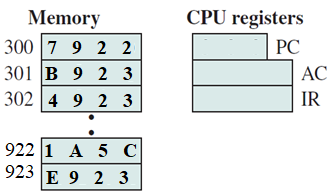 Memory CPU registers
300 7 9 2 2 PC
301 B 9 2 3 AC
302 4 9 2 3 IR
922 1 A 5 C
923 E 9 2 3